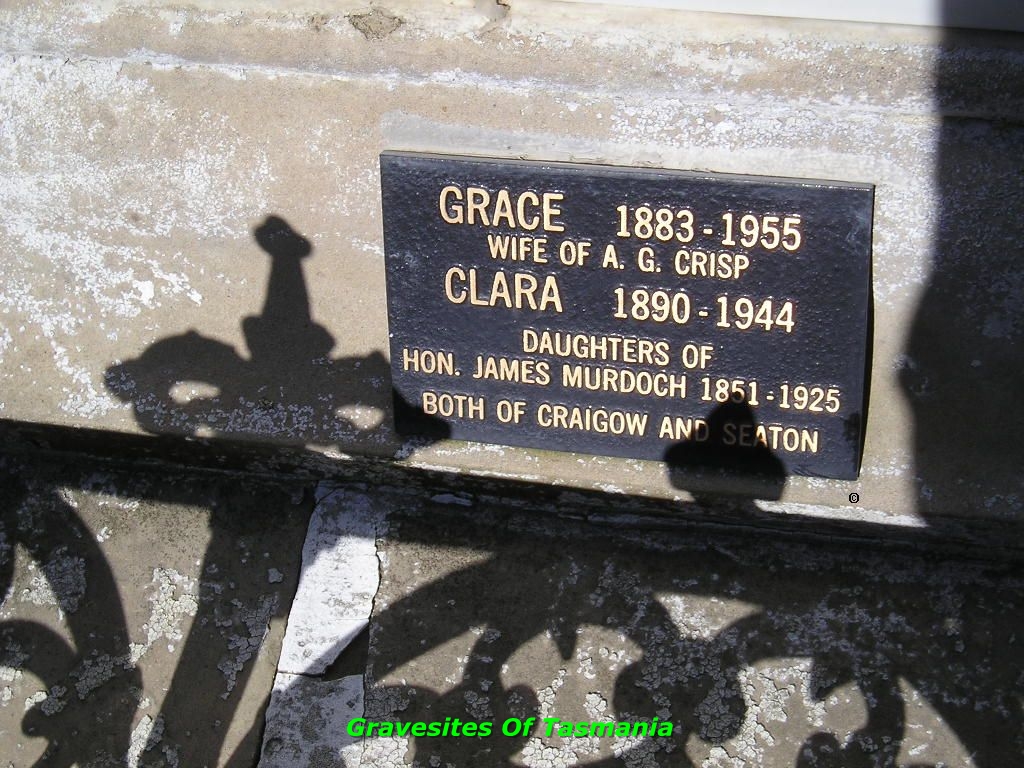 GRACE 1883-1955
WIFE OF A. G. CRISP
CLARA 1890-1944
DAUGHTERS OF
HON. JAMES MURDOCH 1851-1925
BOTH OF CRAIGOW AND SEATON
©
Gravesites Of Tasmania